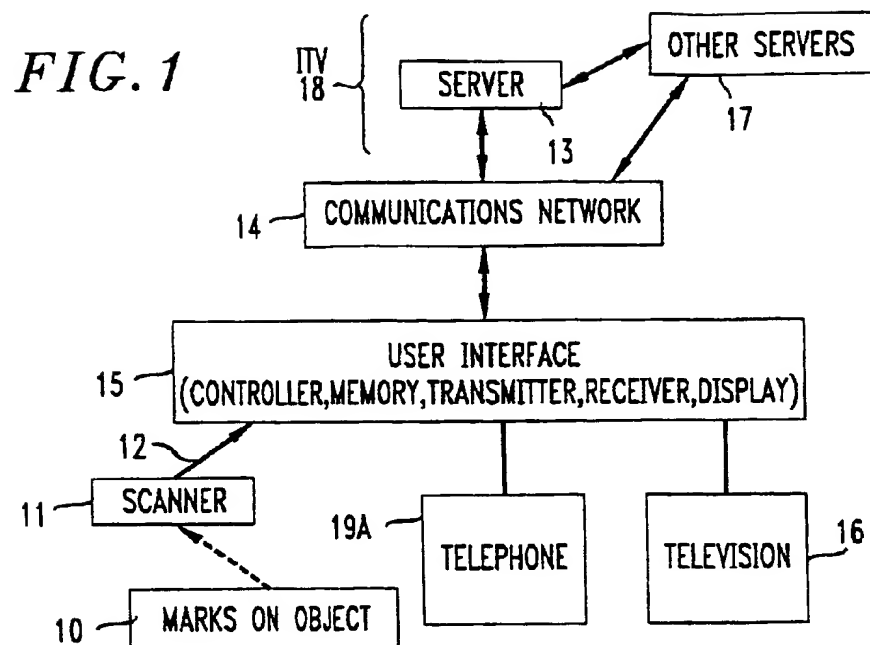 FIG. 1
ITV
18
SERVER
13
OTHER SERVERS
17
14
COMMUNICATIONS NETWORK
15
USER INTERFACE
(CONTROLLER,MEMORY,TRANSMITTER,RECEIVER,DISPLAY)
12
11
SCANNER
19A
TELEPHONE
TELEVISION
16
10
MARKS ON OBJECT